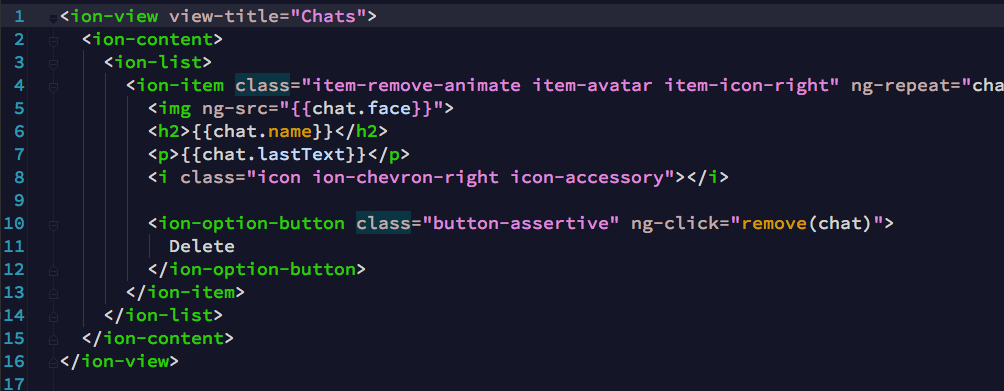 1 <ion-view view-title="Chats">
2 <ion-content>
3 <ion-list>
4 <ion-item class="item-remove-animate item-avatar item-icon-right" ng-repeat="cha
5 <img ng-src="{{chat.face}}">
6 <h2>{{chat.name}}</h2>
7 <p>{{chat.lastText}}</p>
8 <i class="icon ion-chevron-right icon-accessory"></i>
9
10 <ion-option-button class="button-assertive" ng-click="remove(chat)">
11 Delete
12 </ion-option-button>
13 </ion-item>
14 </ion-list>
15 </ion-content>
16 </ion-view>
17